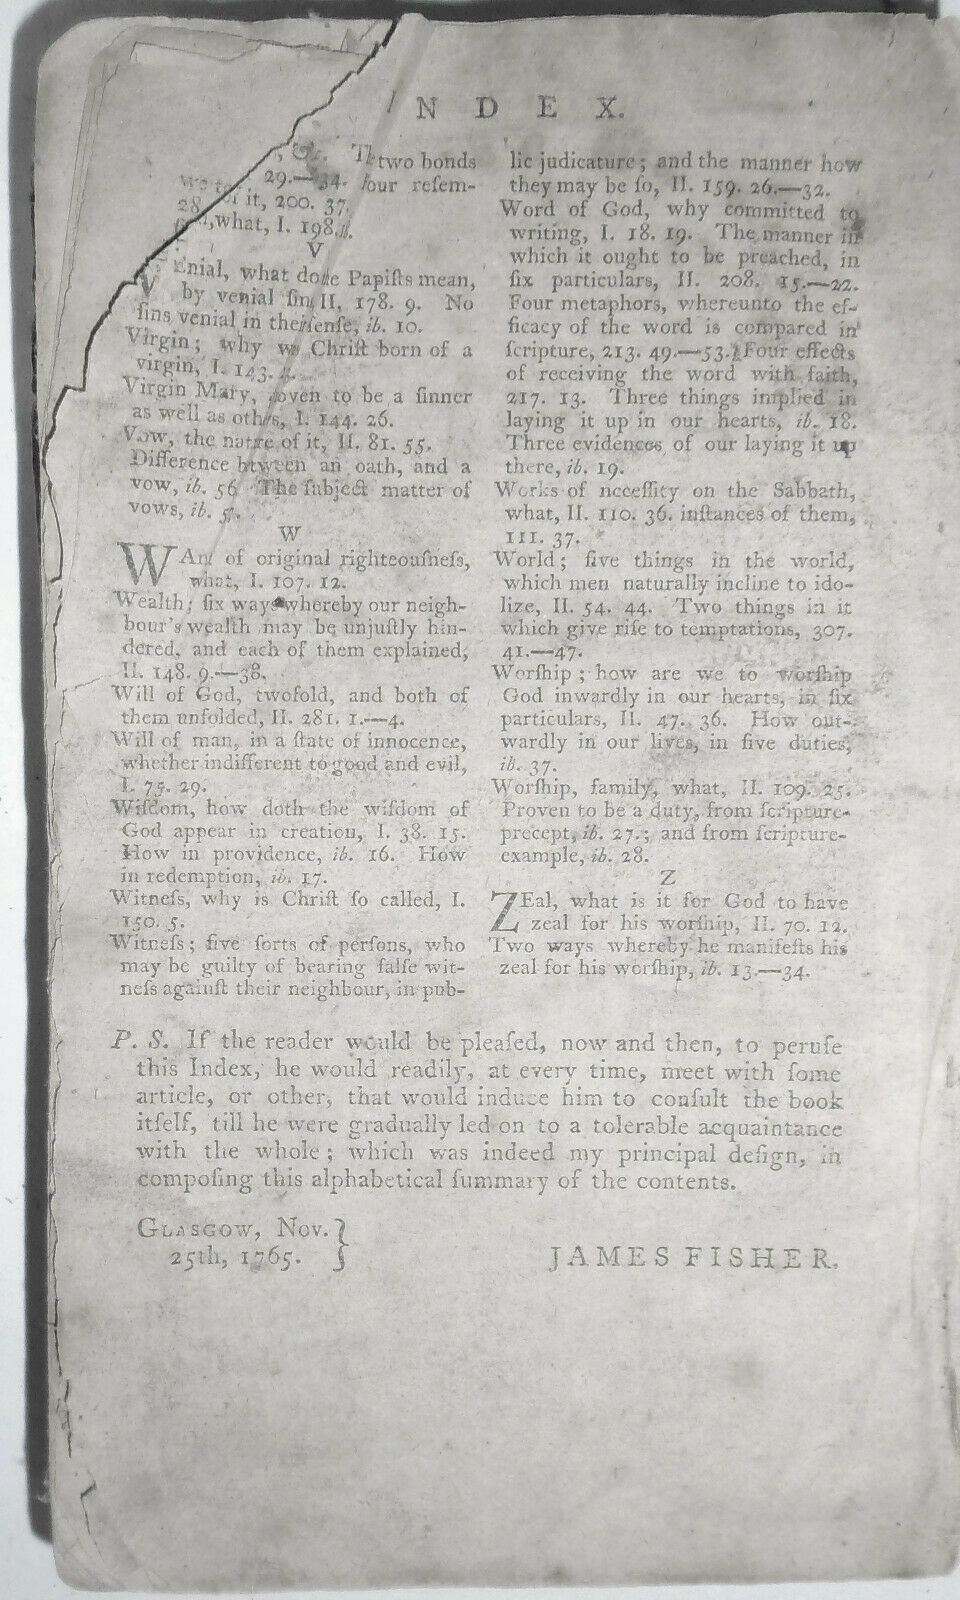 INDEX.
&c. The two bonds
29.—34. four reſem-
of it, 200. 37.
what, I. 198.
V
VEnial, what do the Papiſts mean,
by venial ſin, II, 178. 9. No
ſins venial in their ſenſe, ib. 10.
Virgin; why was Chriſt born of a
virgin, I. 143. 
Virgin Mary, proven to be a ſinner
as well as others, I. 144. 26.
Vow, the nature of it, II. 81. 55.
Difference between an oath, and a
vow, ib. 56 The ſubject matter of
vows, ib. 
W
WAnt of original righteouſneſs,
what, I. 107. 12.
Wealth; ſix ways whereby our neigh-
bour's wealth may be unjuſtly hin-
dered, and each of them explained,
II. 148. 9.—38.
Will of God, twofold, and both of
them unfolded, II. 281. 1.—4.
Will of man, in a ſtate of innocence,
whether indifferent to good and evil,
I. 75. 29.
Wiſdom, how doth the wiſdom of
God appear in creation, I. 38. 15.
How in providence, ib. 16. How
in redemption, ib. 17.
Witneſs, why is Chriſt ſo called, I.
150. 5.
Witneſs; five ſorts of perſons, who
may be guilty of bearing falſe wit-
neſs againſt their neighbour, in pub-
lic judicature; and the manner how
they may be ſo, II. 159. 26.—32.
Word of God, why committed to
writing, I. 18. 19. The manner in
which it ought to be preached, in
ſix particulars, II. 208. 15.—22.
Four metaphors, whereunto the ef-
ficacy of the word is compared in
ſcripture, 213. 49.—53. Four effects
of receiving the word with faith,
217. 13. Three things implied in
laying it up in our hearts, ib. 18.
Three evidences of our laying it up
there, ib. 19.
Works of neceſſity on the Sabbath,
what, II. 110. 36. inſtances of them,
111. 37.
World; five things in the world,
which men naturally incline to ido-
lize, II. 54. 44. Two things in it
which give riſe to temptations, 307.
41.—47.
Worſhip; how are we to worſhip
God inwardly in our hearts, in ſix
particulars, II. 47. 36. How out-
wardly in our lives, in five duties,
ib. 37.
Worſhip, family, what, II. 109. 25.
Proven to be a duty, from ſcripture-
precept, ib. 27.; and from ſcripture-
example, ib. 28.
Z
ZEal, what is it for God to have
zeal for his worſhip, II. 70. 12.
Two ways whereby he manifeſts his
zeal for his worſhip, ib. 13.—34.
P. S. If the reader would be pleaſed, now and then, to peruſe
this Index, he would readily, at every time, meet with ſome
article, or other, that would induce him to conſult the book
itſelf, till he were gradually led on to a tolerable acquaintance
with the whole; which was indeed my principal deſign, in
compoſing this alphabetical ſummary of the contents.
GLASGOW, Nov. }
25th, 1765.
JAMES FISHER.